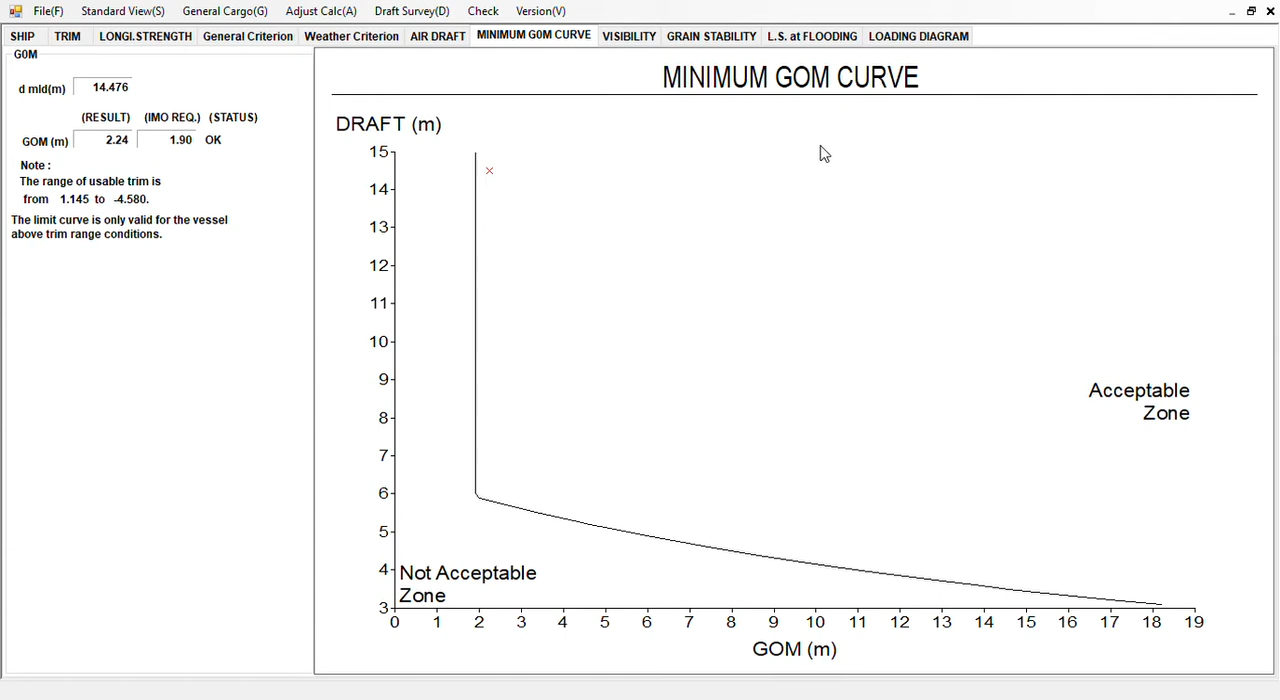 File(F) Standard View(S) General Cargo(G) Adjust Calc(A) Draft Survey(D) Check Version(V)
SHIP TRIM LONGI.STRENGTH General Criterion Weather Criterion AIR DRAFT MINIMUM G0M CURVE VISIBILITY GRAIN STABILITY L.S. at FLOODING LOADING DIAGRAM
G0M
d mld(m) 14.476
(RESULT) (IMO REQ.) (STATUS)
GOM (m) 2.24 1.90 OK
Note :
The range of usable trim is
from 1.145 to -4.580.
The limit curve is only valid for the vessel
above trim range conditions.
MINIMUM GOM CURVE
DRAFT (m)
15
14
13
12
11
10
9
8
7
6
5
4
3
Acceptable
Zone
Not Acceptable
Zone
0 1 2 3 4 5 6 7 8 9 10 11 12 13 14 15 16 17 18 19
GOM (m)